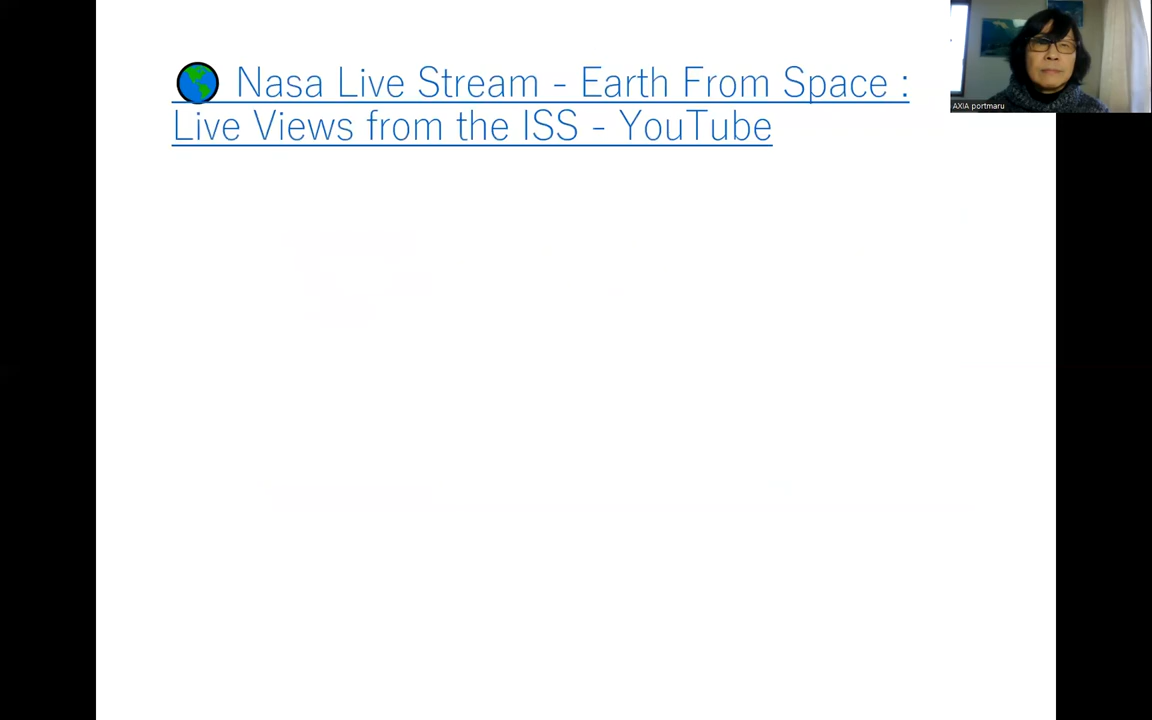 Nasa Live Stream - Earth From Space :
Live Views from the ISS - YouTube
AXIA portmaru